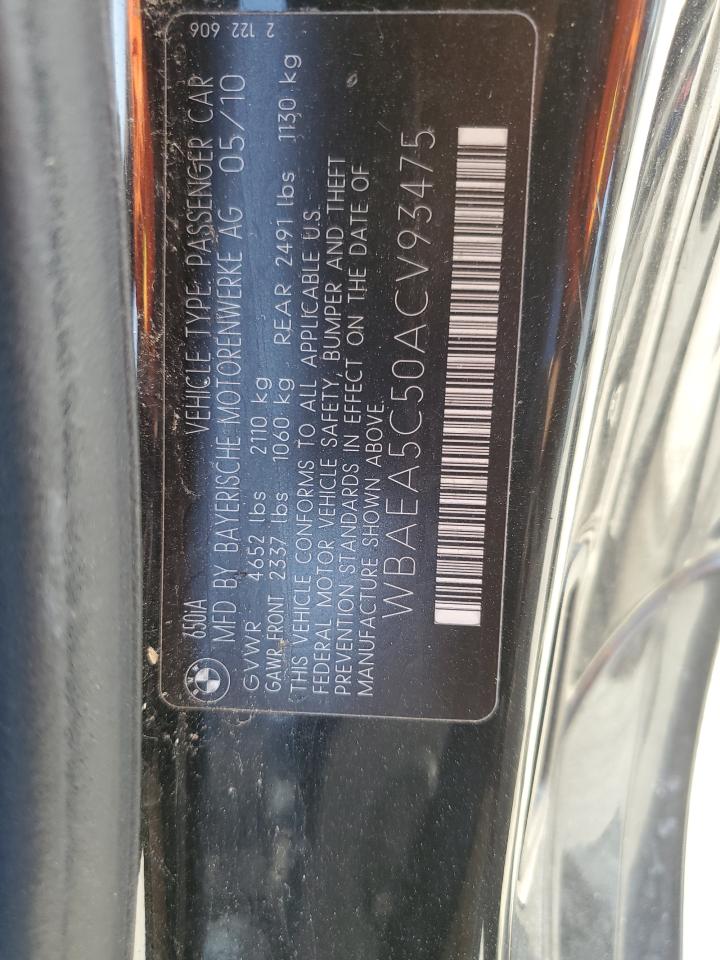 650iA VEHICLE TYPE: PASSENGER CAR 2 122 606
MFD BY BAYERISCHE MOTORENWERKE AG 05/10
GVWR 4652 lbs 2110 kg
GAWR FRONT 2337 lbs 1060 kg REAR 2491 lbs 1130 kg
THIS VEHICLE CONFORMS TO ALL APPLICABLE U.S.
FEDERAL MOTOR VEHICLE SAFETY, BUMPER AND THEFT
PREVENTION STANDARDS IN EFFECT ON THE DATE OF
MANUFACTURE SHOWN ABOVE.
WBAEA5C50ACV93475